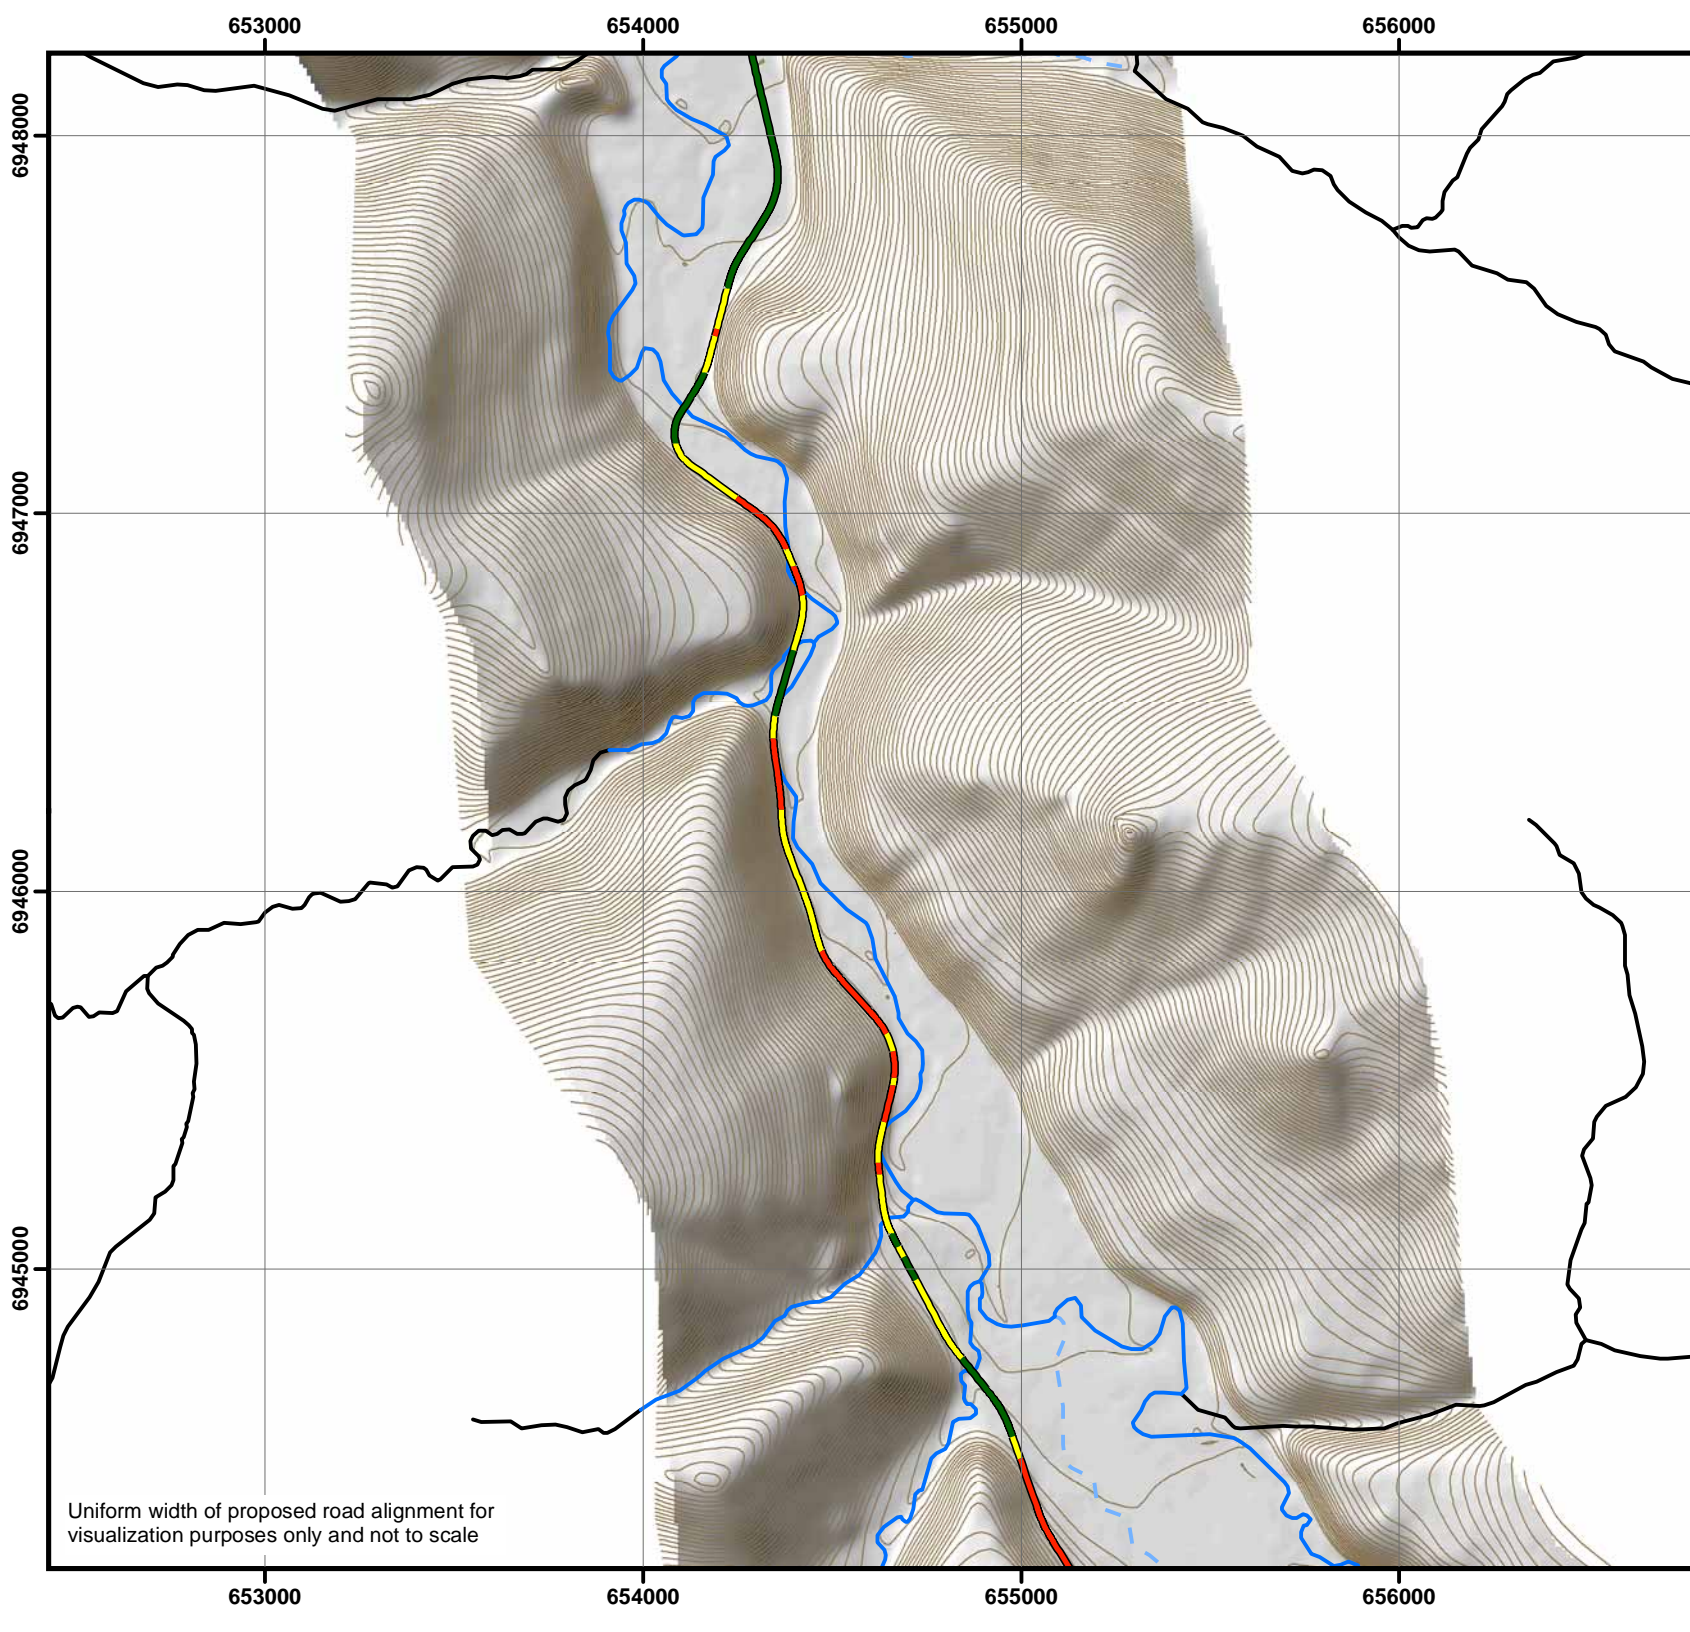 653000 654000 655000 656000
6948000
6947000
6946000
6945000
Uniform width of proposed road alignment for
visualization purposes only and not to scale
653000 654000 655000 656000